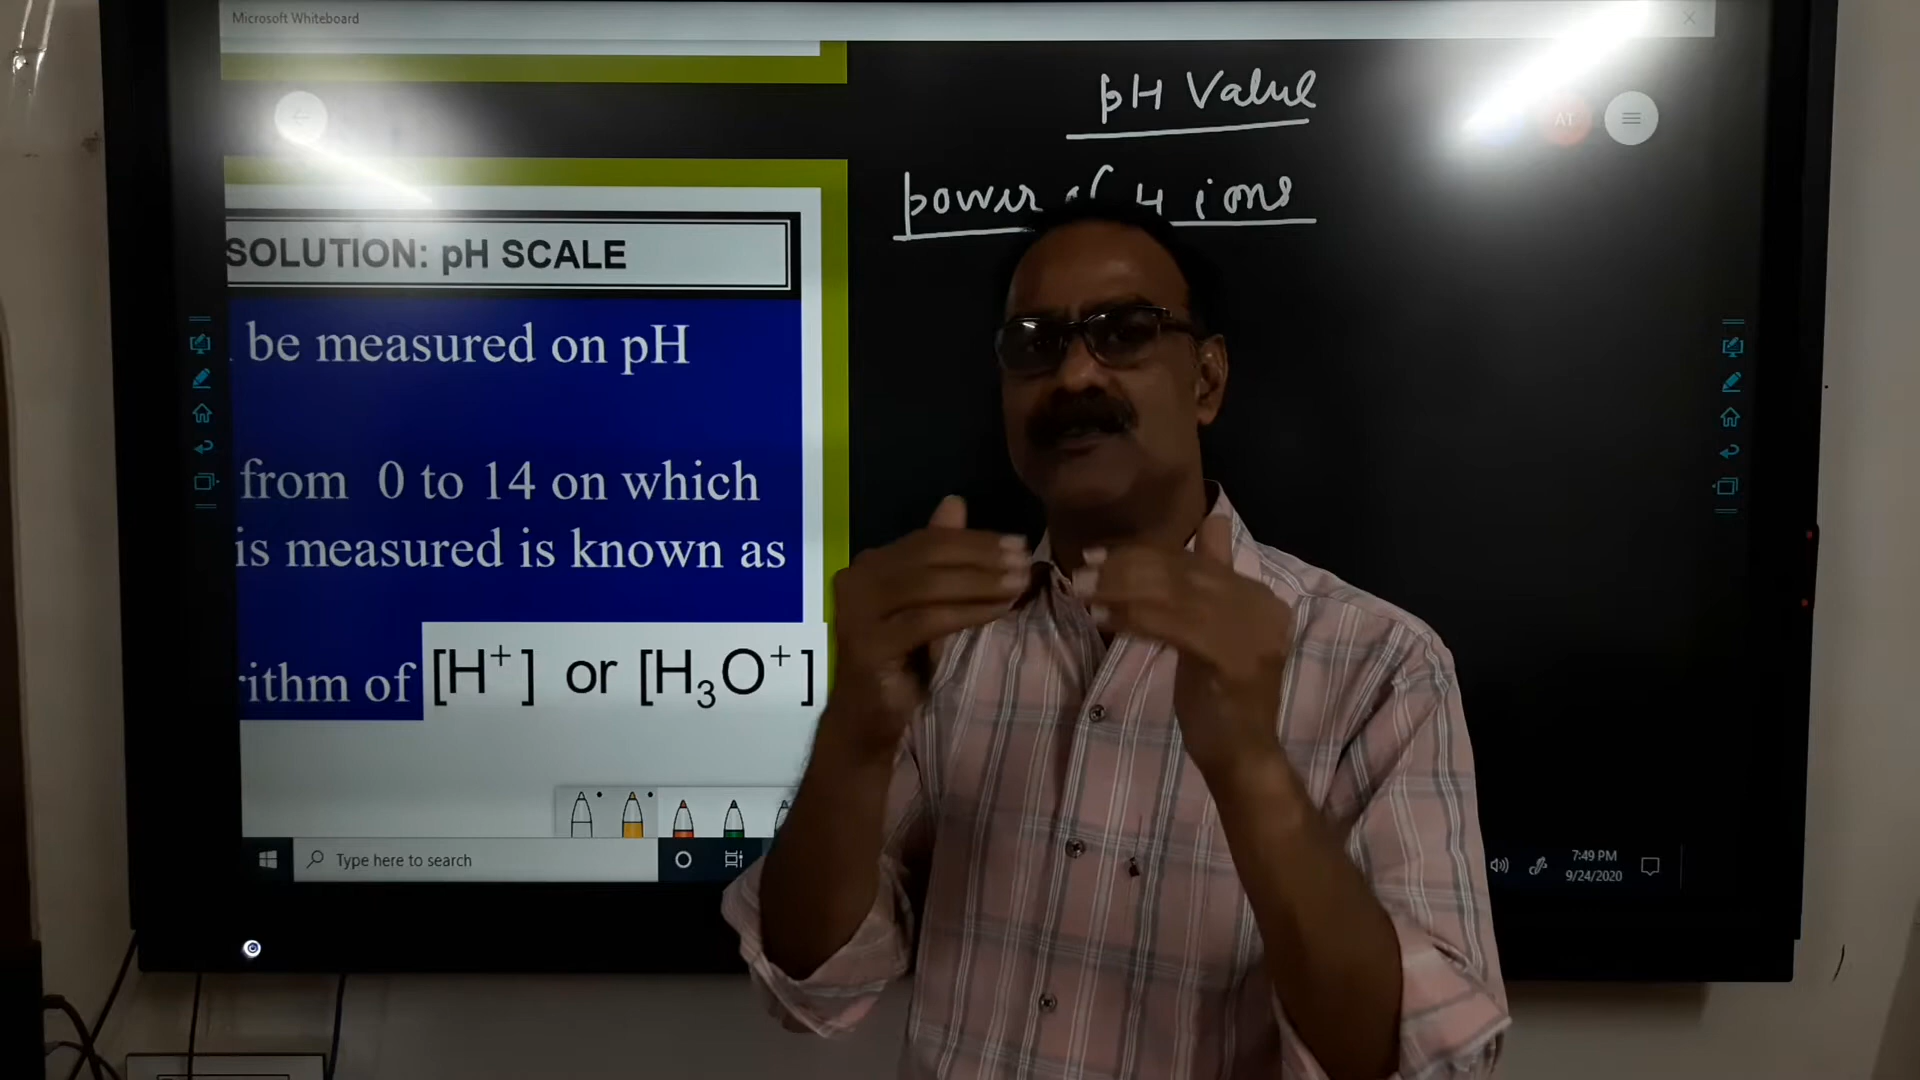 Microsoft Whiteboard
pH Value
power of H ions
AT
SOLUTION: pH SCALE
be measured on pH
from 0 to 14 on which
is measured is known as
ithm of [H⁺] or [H₃O⁺]
Type here to search
7:49 PM
9/24/2020